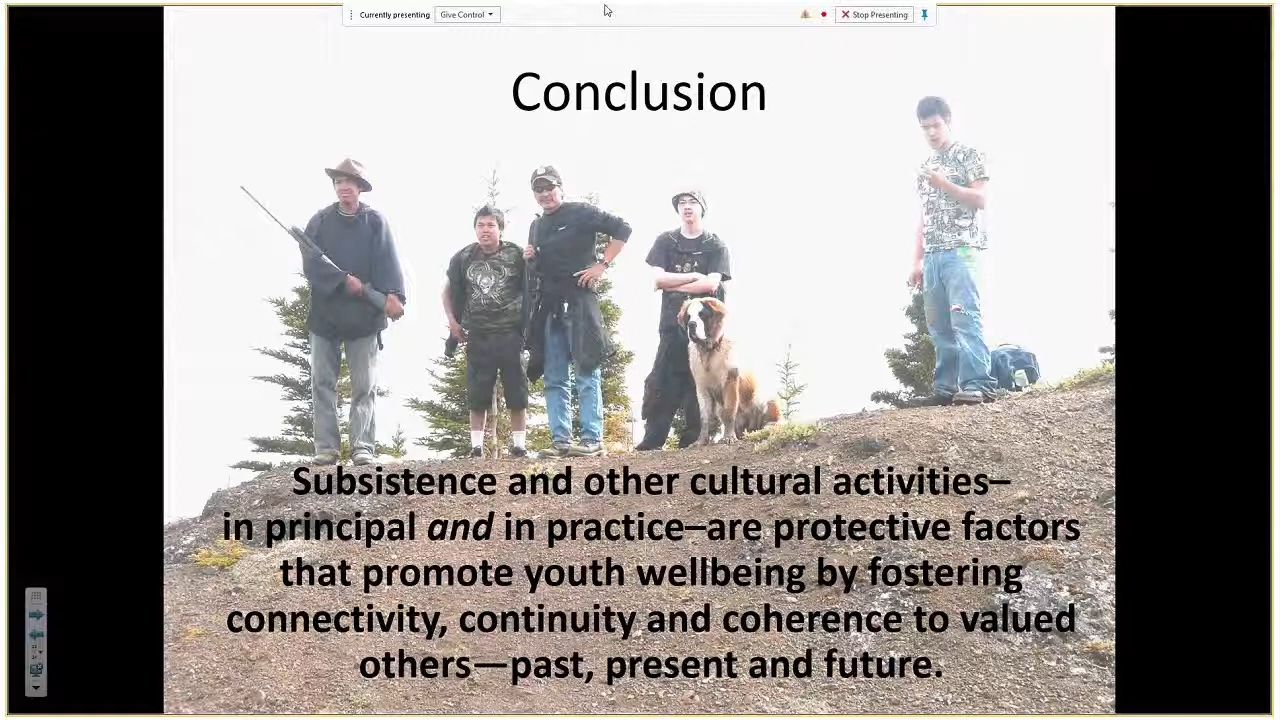 Currently presenting Give Control Stop Presenting
Conclusion
Subsistence and other cultural activities–
in principal and in practice–are protective factors
that promote youth wellbeing by fostering
connectivity, continuity and coherence to valued
others—past, present and future.